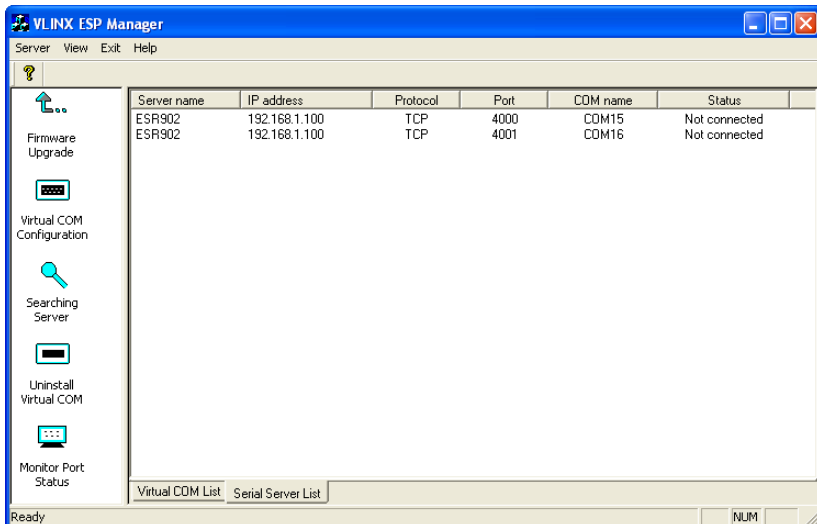 VLINX ESP Manager
Server View Exit Help
Firmware
Upgrade
Virtual COM
Configuration
Searching
Server
Uninstall
Virtual COM
Monitor Port
Status
Server name IP address Protocol Port COM name Status
ESR902 192.168.1.100 TCP 4000 COM15 Not connected
ESR902 192.168.1.100 TCP 4001 COM16 Not connected
Virtual COM List Serial Server List
Ready NUM